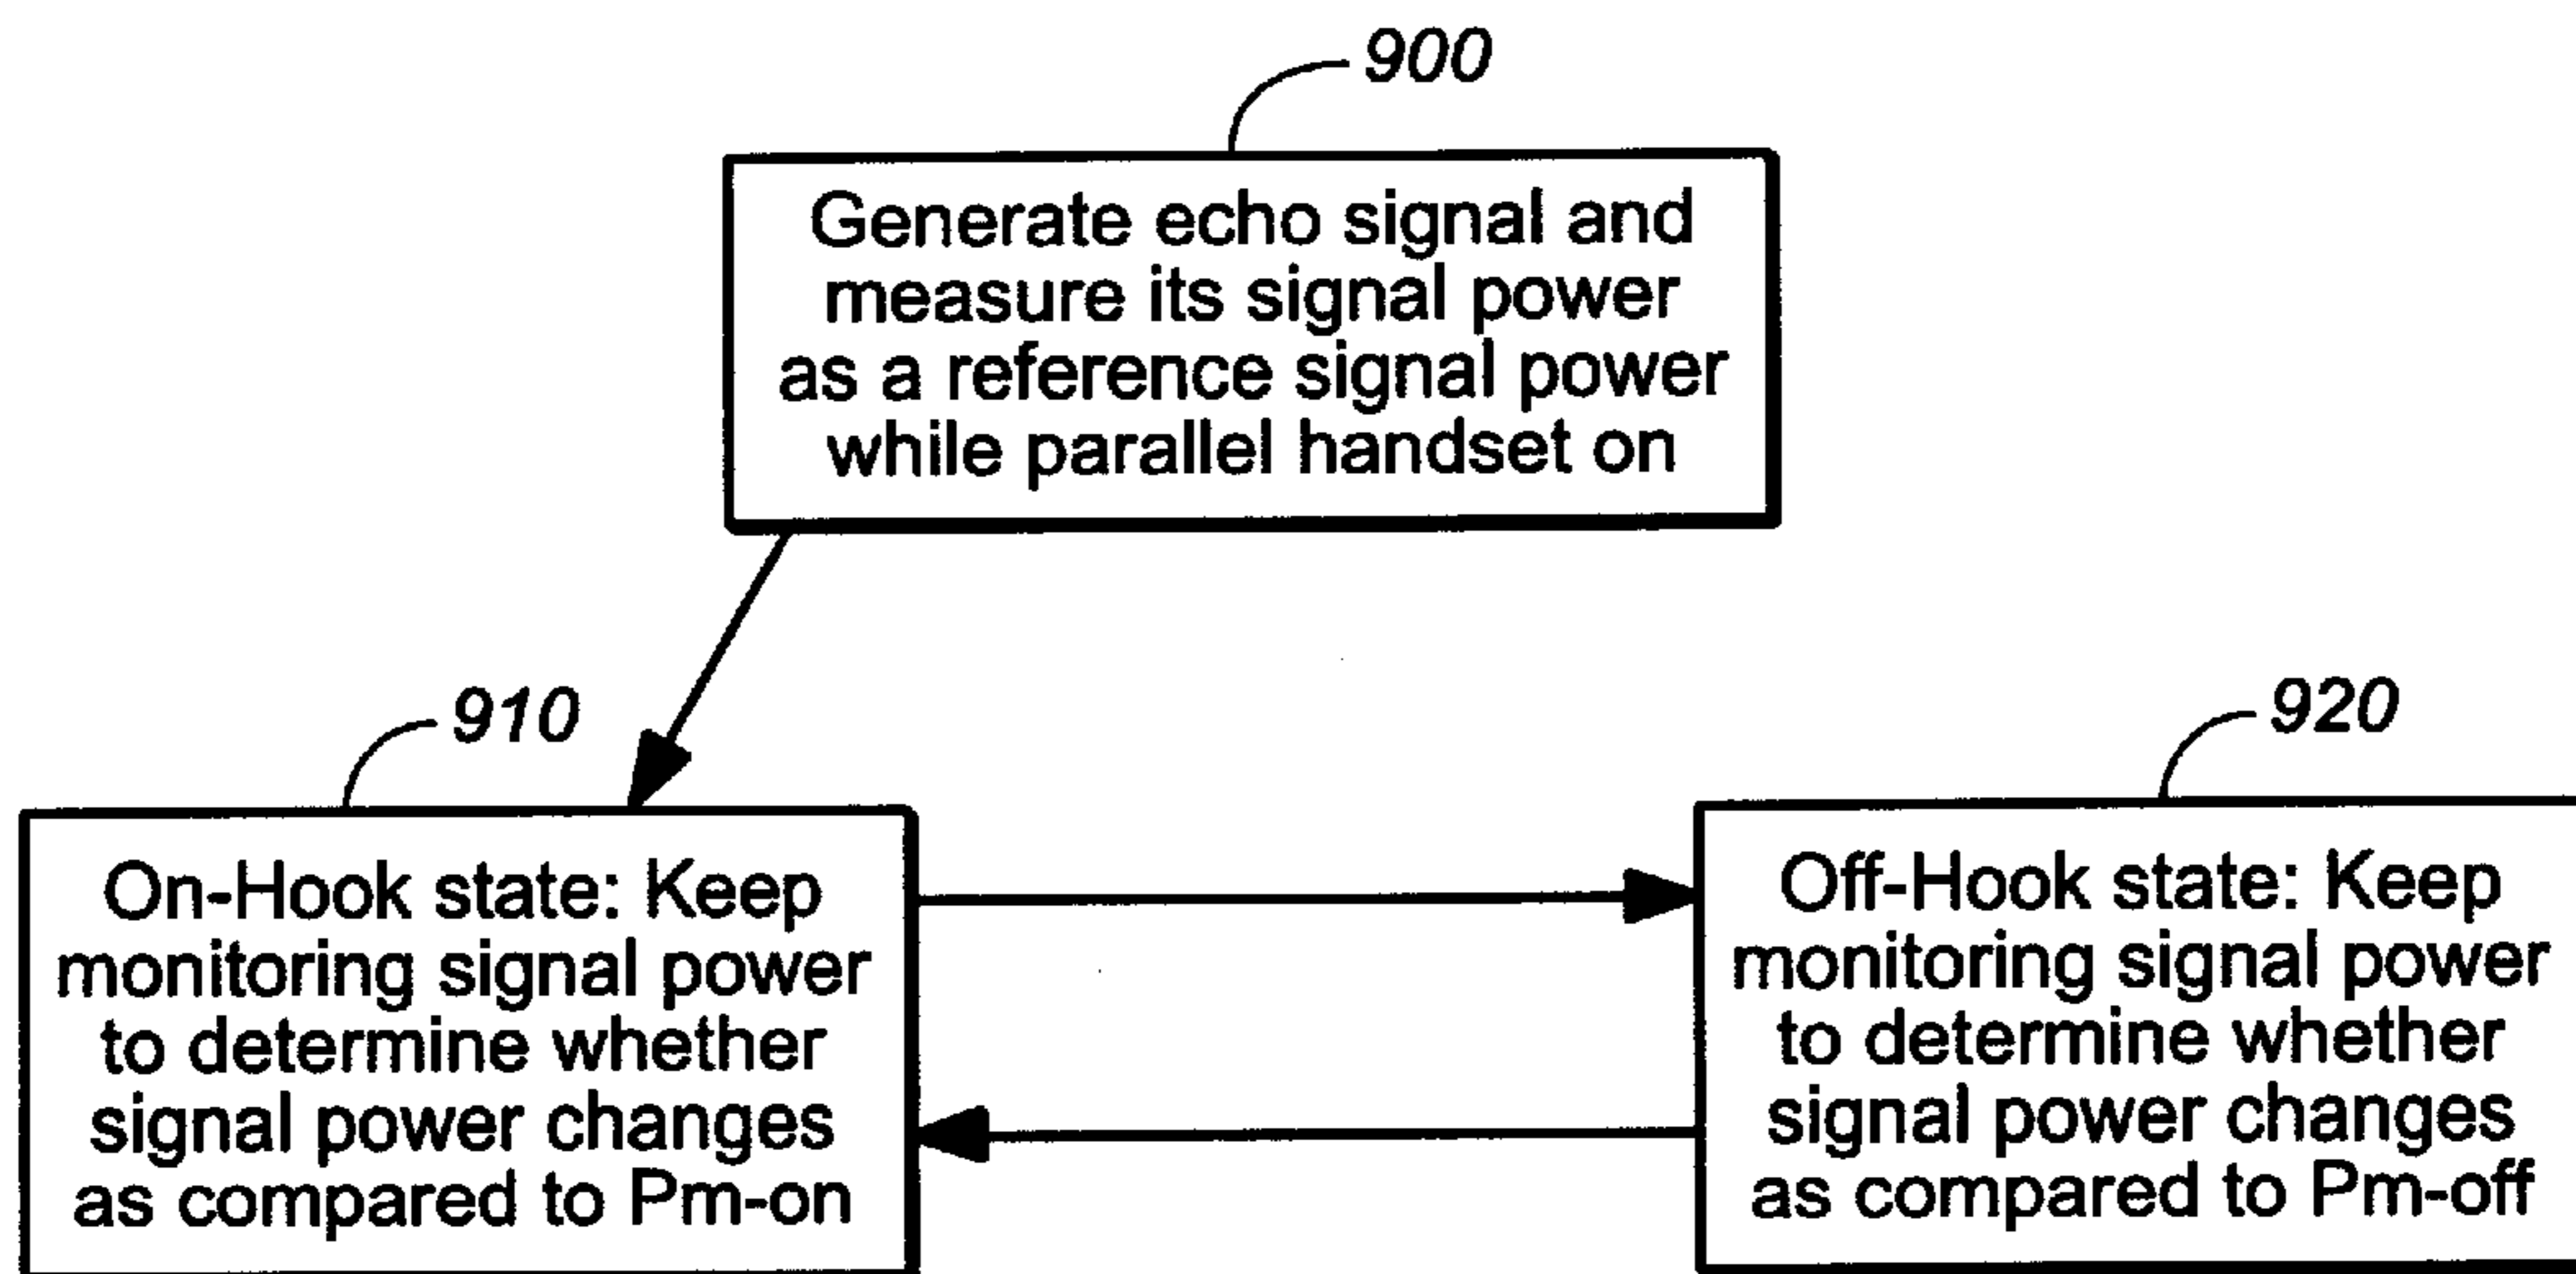 900
Generate echo signal and
measure its signal power
as a reference signal power
while parallel handset on
910
On-Hook state: Keep
monitoring signal power
to determine whether
signal power changes
as compared to Pm-on
920
Off-Hook state: Keep
monitoring signal power
to determine whether
signal power changes
as compared to Pm-off